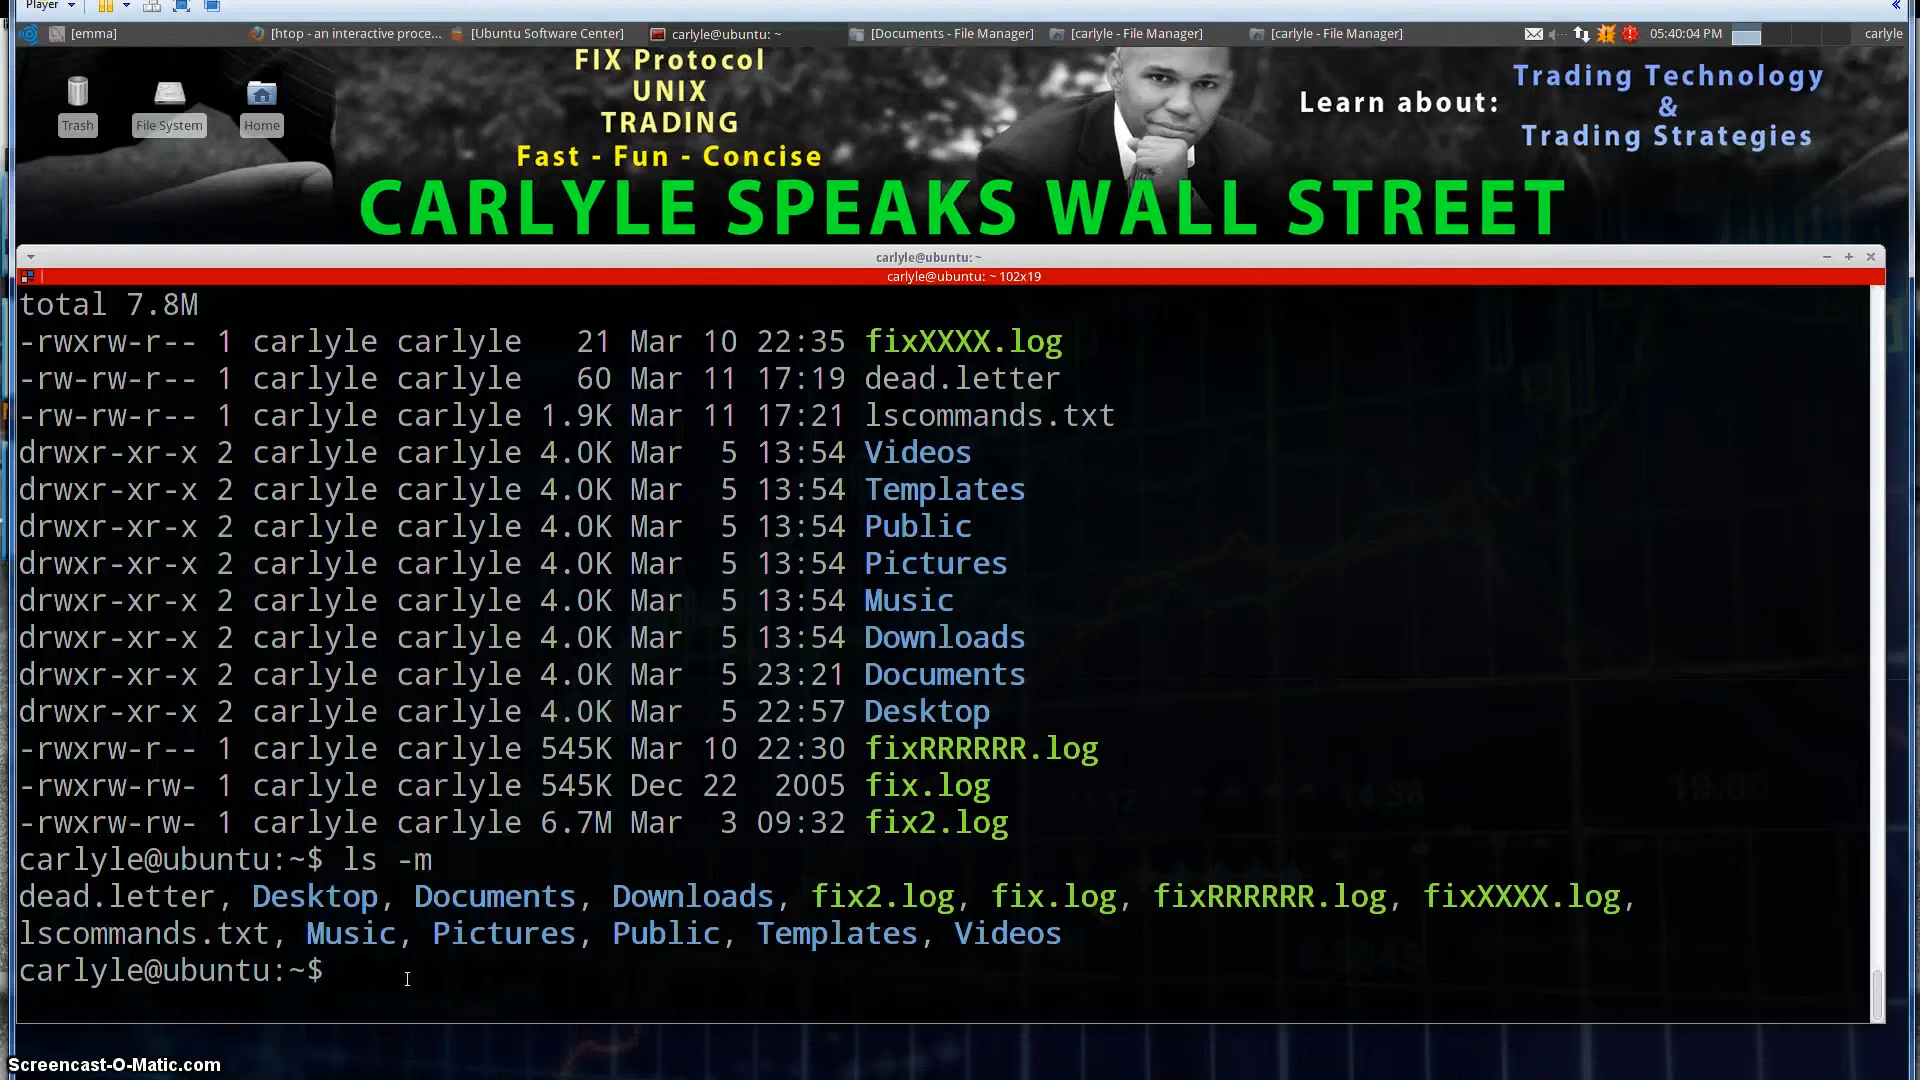 Player
[emma] [htop - an interactive proce... [Ubuntu Software Center] carlyle@ubuntu: ~ [Documents - File Manager] [carlyle - File Manager] [carlyle - File Manager] 05:40:04 PM carlyle
FIX Protocol
UNIX
TRADING
Fast - Fun - Concise
Learn about:
Trading Technology
&
Trading Strategies
Trash File System Home
CARLYLE SPEAKS WALL STREET
carlyle@ubuntu: ~
carlyle@ubuntu: ~ 102x19
total 7.8M
-rwxrw-r-- 1 carlyle carlyle   21 Mar 10 22:35 fixXXXX.log
-rw-rw-r-- 1 carlyle carlyle   60 Mar 11 17:19 dead.letter
-rw-rw-r-- 1 carlyle carlyle 1.9K Mar 11 17:21 lscommands.txt
drwxr-xr-x 2 carlyle carlyle 4.0K Mar  5 13:54 Videos
drwxr-xr-x 2 carlyle carlyle 4.0K Mar  5 13:54 Templates
drwxr-xr-x 2 carlyle carlyle 4.0K Mar  5 13:54 Public
drwxr-xr-x 2 carlyle carlyle 4.0K Mar  5 13:54 Pictures
drwxr-xr-x 2 carlyle carlyle 4.0K Mar  5 13:54 Music
drwxr-xr-x 2 carlyle carlyle 4.0K Mar  5 13:54 Downloads
drwxr-xr-x 2 carlyle carlyle 4.0K Mar  5 23:21 Documents
drwxr-xr-x 2 carlyle carlyle 4.0K Mar  5 22:57 Desktop
-rwxrw-r-- 1 carlyle carlyle 545K Mar 10 22:30 fixRRRRRR.log
-rwxrw-rw- 1 carlyle carlyle 545K Dec 22  2005 fix.log
-rwxrw-rw- 1 carlyle carlyle 6.7M Mar  3 09:32 fix2.log
carlyle@ubuntu:~$ ls -m
dead.letter, Desktop, Documents, Downloads, fix2.log, fix.log, fixRRRRRR.log, fixXXXX.log,
lscommands.txt, Music, Pictures, Public, Templates, Videos
carlyle@ubuntu:~$
Screencast-O-Matic.com